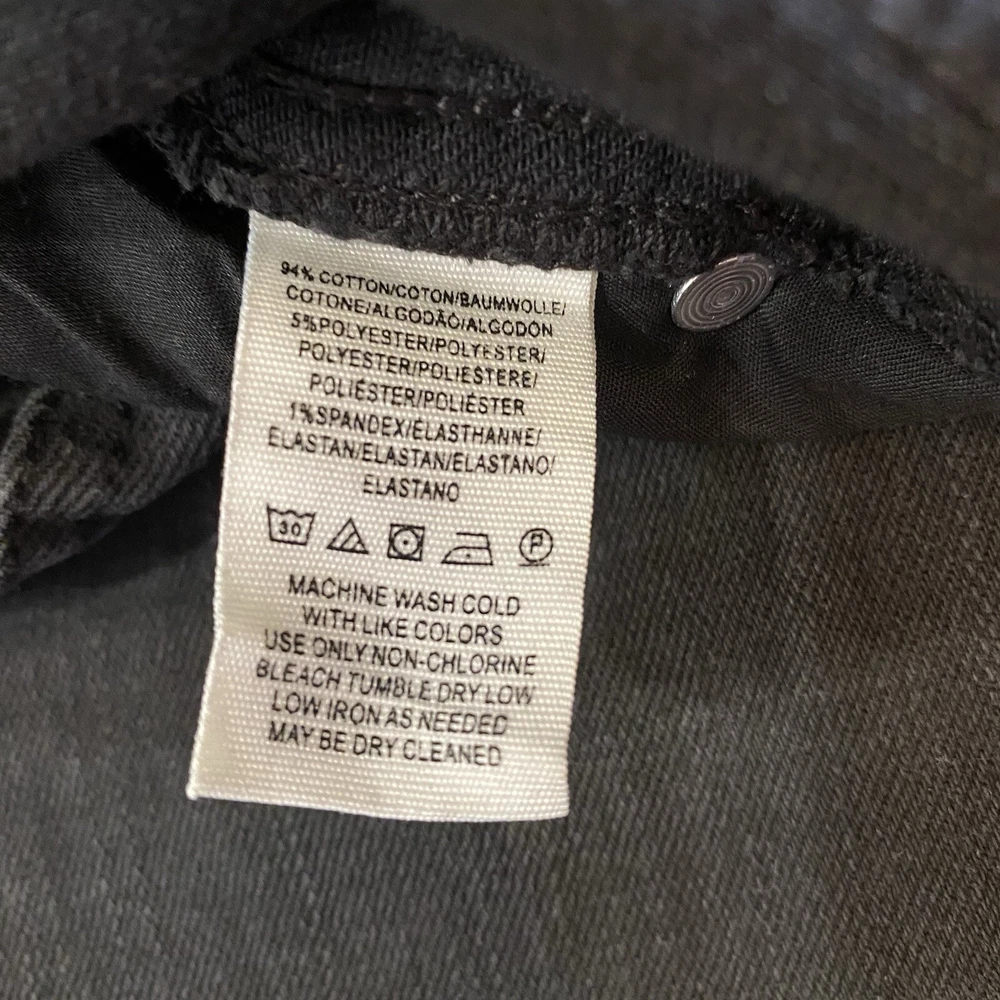 94% COTTON/COTON/BAUMWOLLE/
COTONE/ALGODÃO/ALGODON
5%POLYESTER/POLYESTER/
POLYESTER/POLIESTERE/
POLIÉSTER/POLIÉSTER
1%SPANDEX/ÉLASTHANNE/
ELASTAN/ELASTAN/ELASTANO/
ELASTANO
30 P
MACHINE WASH COLD
WITH LIKE COLORS
USE ONLY NON-CHLORINE
BLEACH TUMBLE DRY LOW
LOW IRON AS NEEDED
MAY BE DRY CLEANED